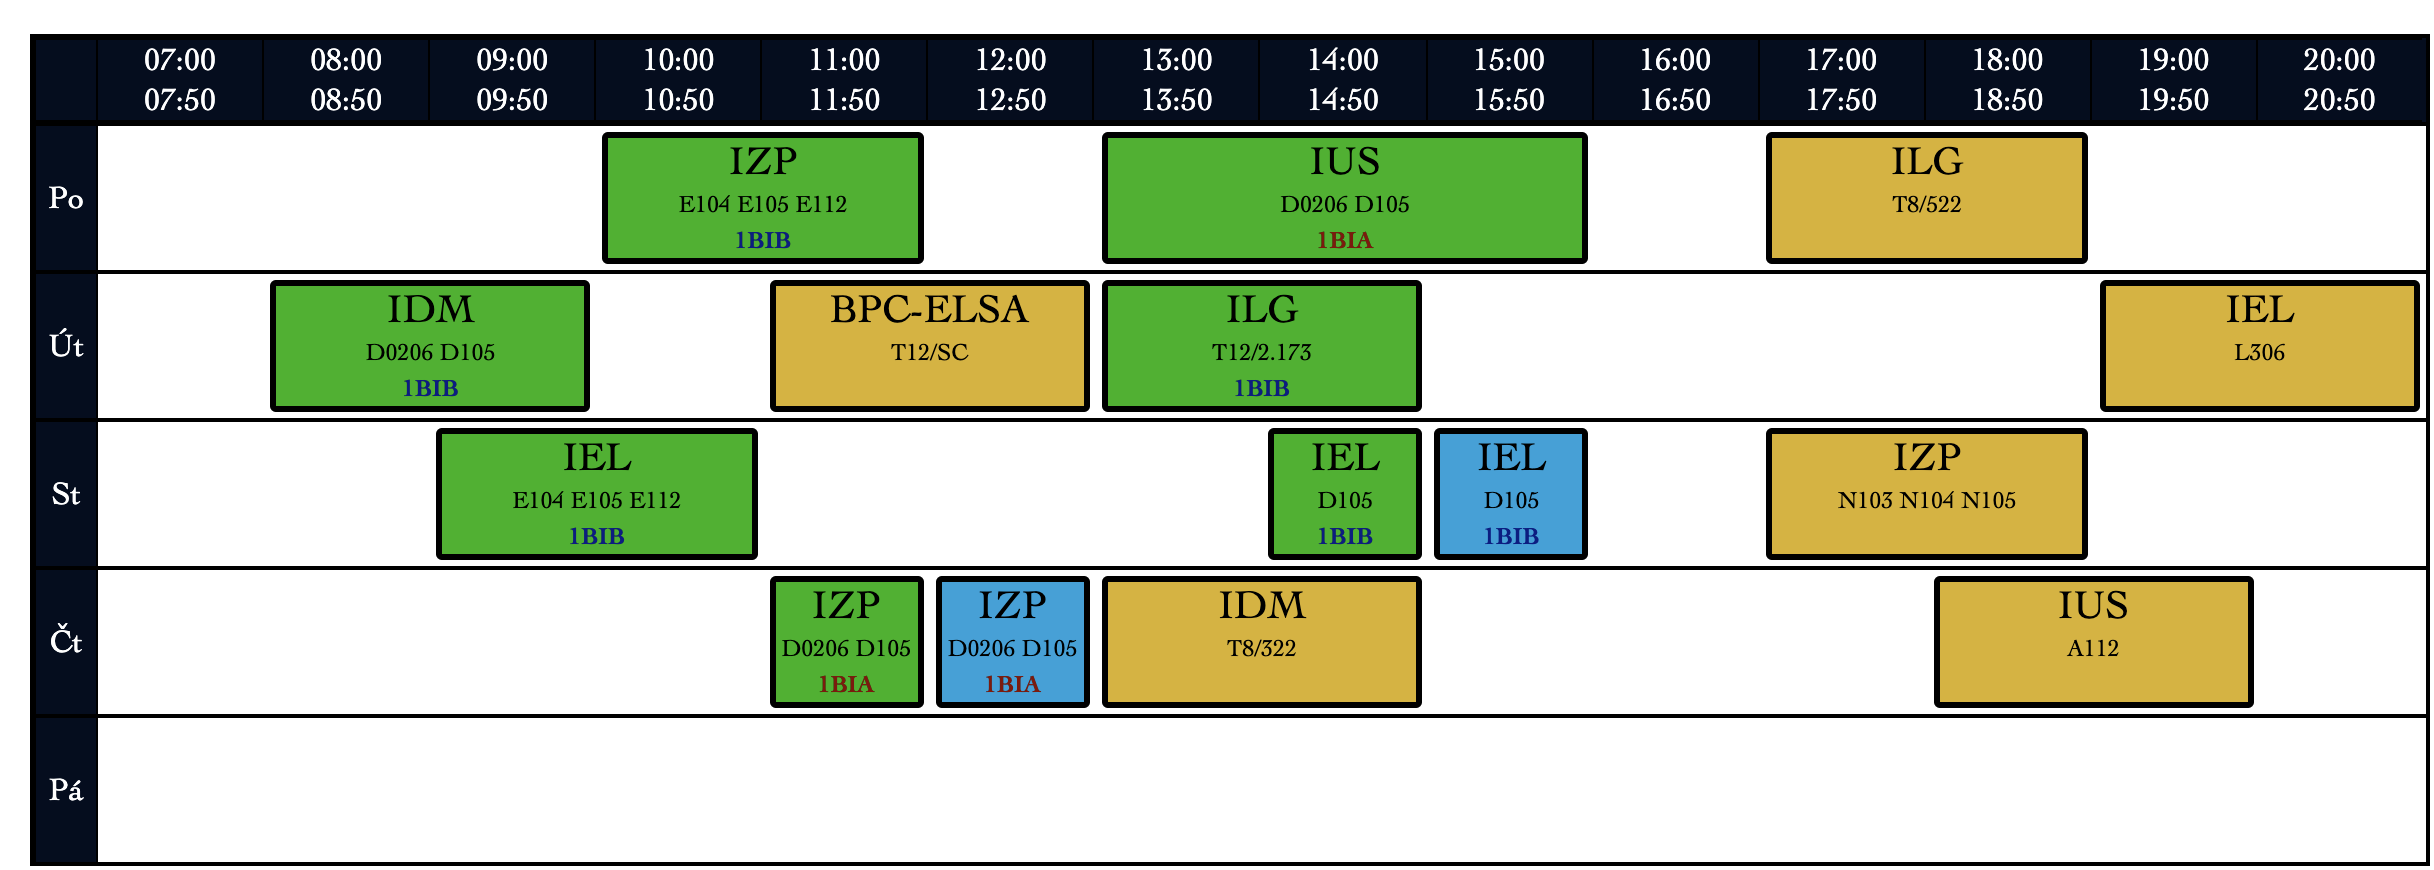 07:00 08:00 09:00 10:00 11:00 12:00 13:00 14:00 15:00 16:00 17:00 18:00 19:00 20:00
07:50 08:50 09:50 10:50 11:50 12:50 13:50 14:50 15:50 16:50 17:50 18:50 19:50 20:50
Po
IZP
E104 E105 E112
1BIB
IUS
D0206 D105
1BIA
ILG
T8/522
Út
IDM
D0206 D105
1BIB
BPC-ELSA
T12/SC
ILG
T12/2.173
1BIB
IEL
L306
St
IEL
E104 E105 E112
1BIB
IEL
D105
1BIB
IEL
D105
1BIB
IZP
N103 N104 N105
Čt
IZP
D0206 D105
1BIA
IZP
D0206 D105
1BIA
IDM
T8/322
IUS
A112
Pá